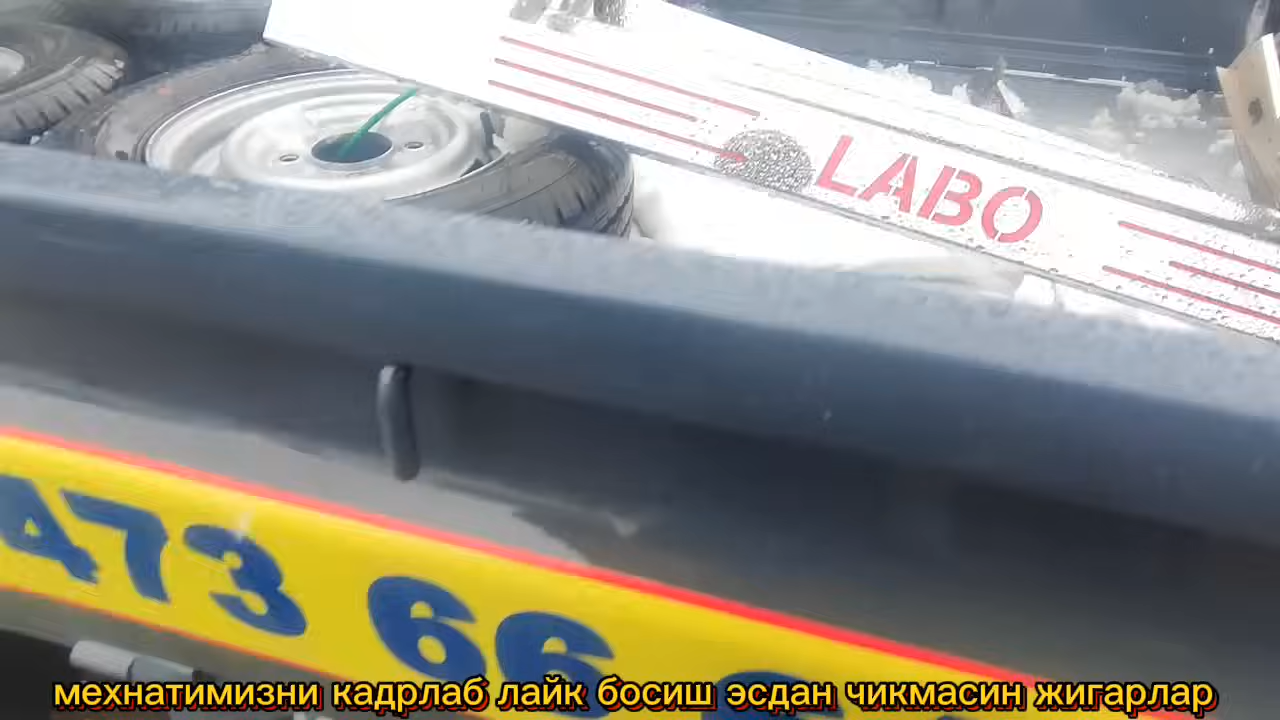 LABO
473 66
мехнатимизни кадрлаб лайк босиш эсдан чикмасин жигарлар